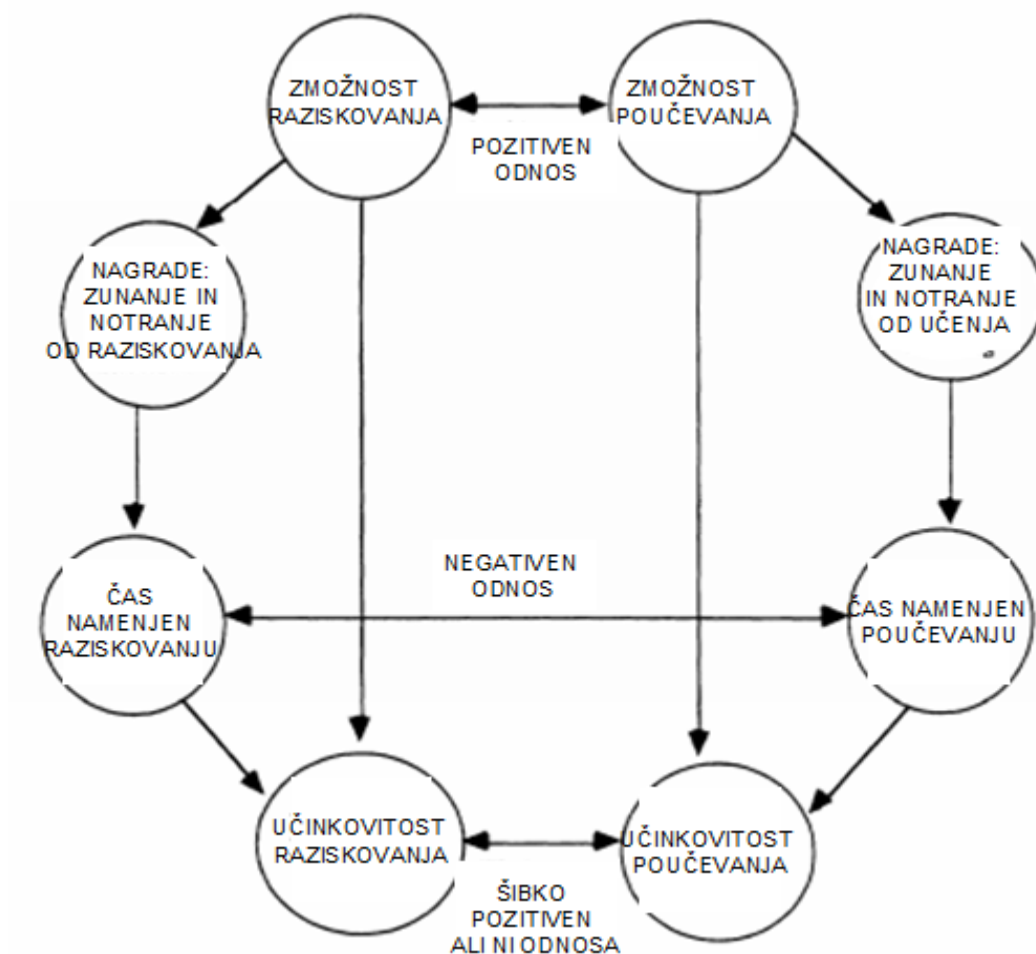 ZMOŽNOST
RAZISKOVANJA
POZITIVEN
ODNOS
ZMOŽNOST
POUČEVANJA
NAGRADE:
ZUNANJE IN
NOTRANJE
OD RAZISKOVANJA
NAGRADE:
ZUNANJE
IN NOTRANJE
OD UČENJA
ČAS
NAMENJEN
RAZISKOVANJU
NEGATIVEN
ODNOS
ČAS NAMENJEN
POUČEVANJU
UČINKOVITOST
RAZISKOVANJA
ŠIBKO
POZITIVEN
ALI NI ODNOSA
UČINKOVITOST
POUČEVANJA